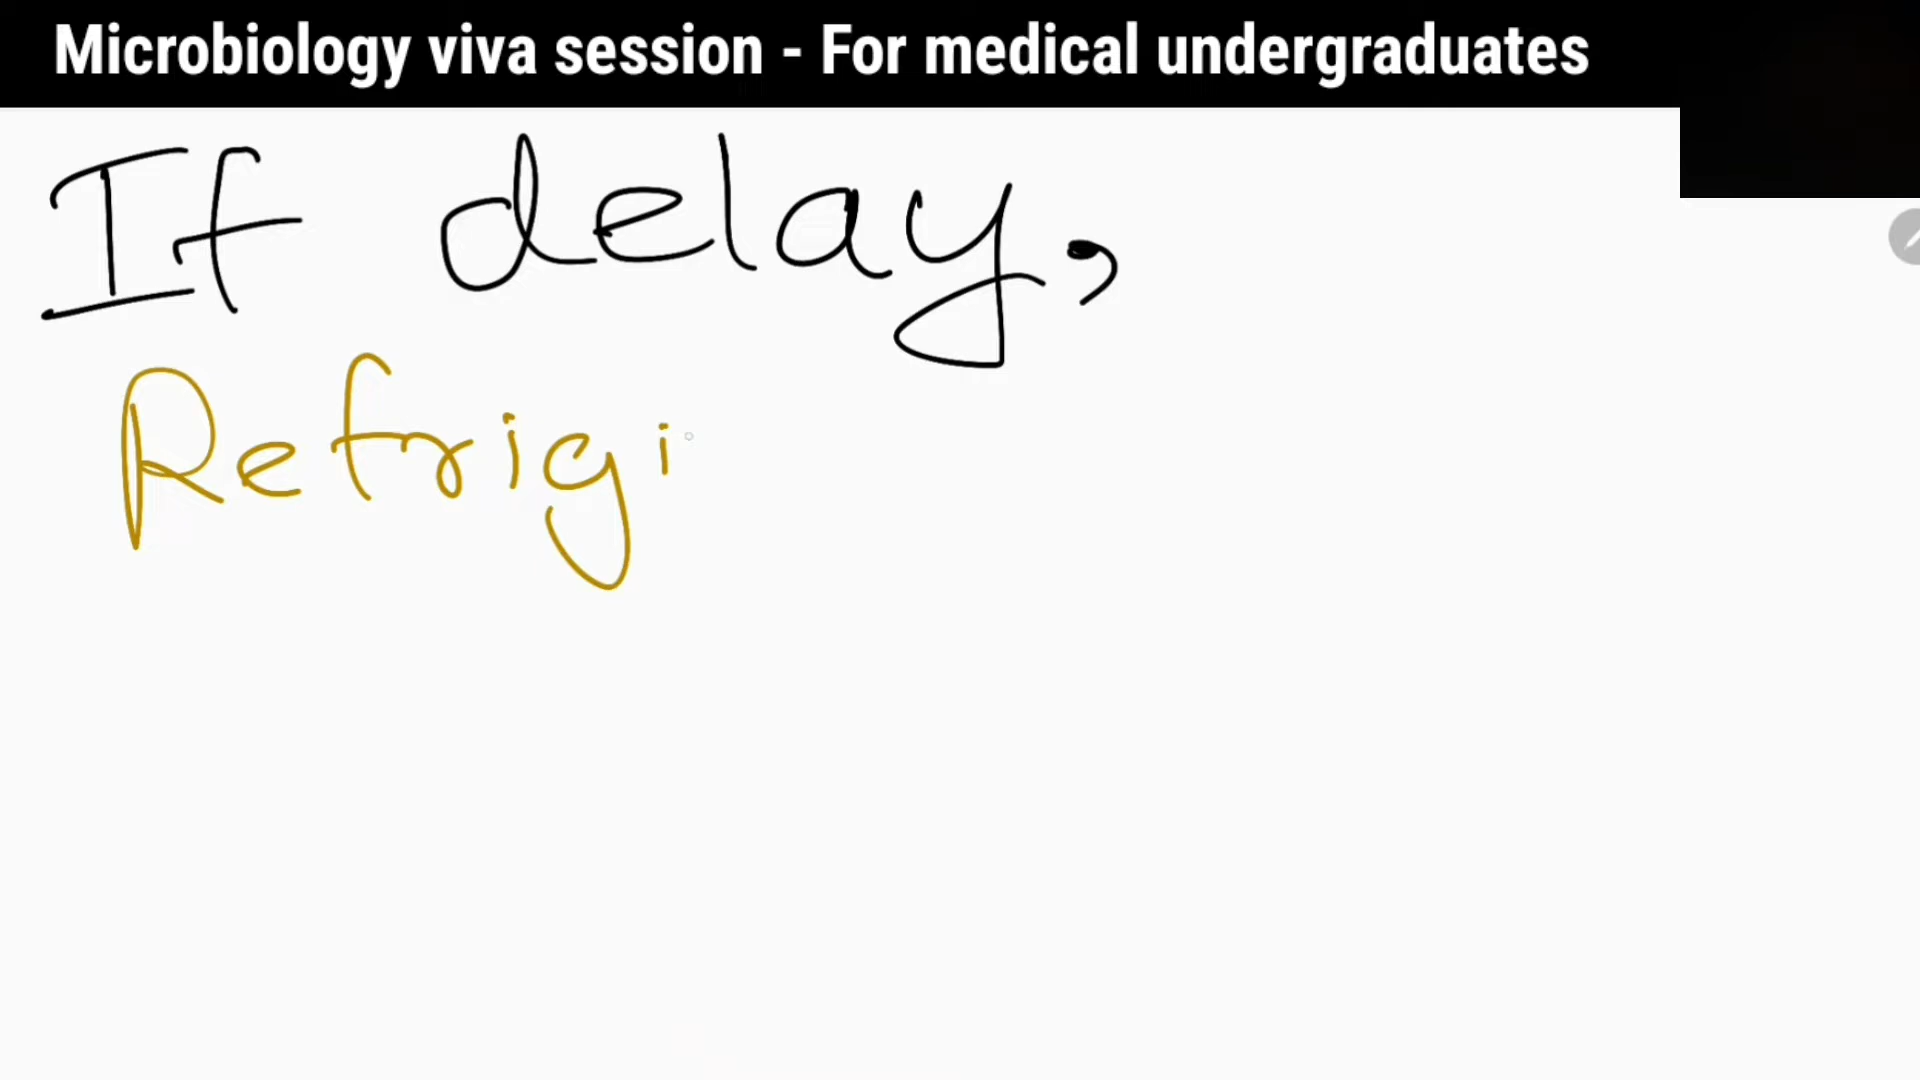 Microbiology viva session - For medical undergraduates
If delay,
Refrigi